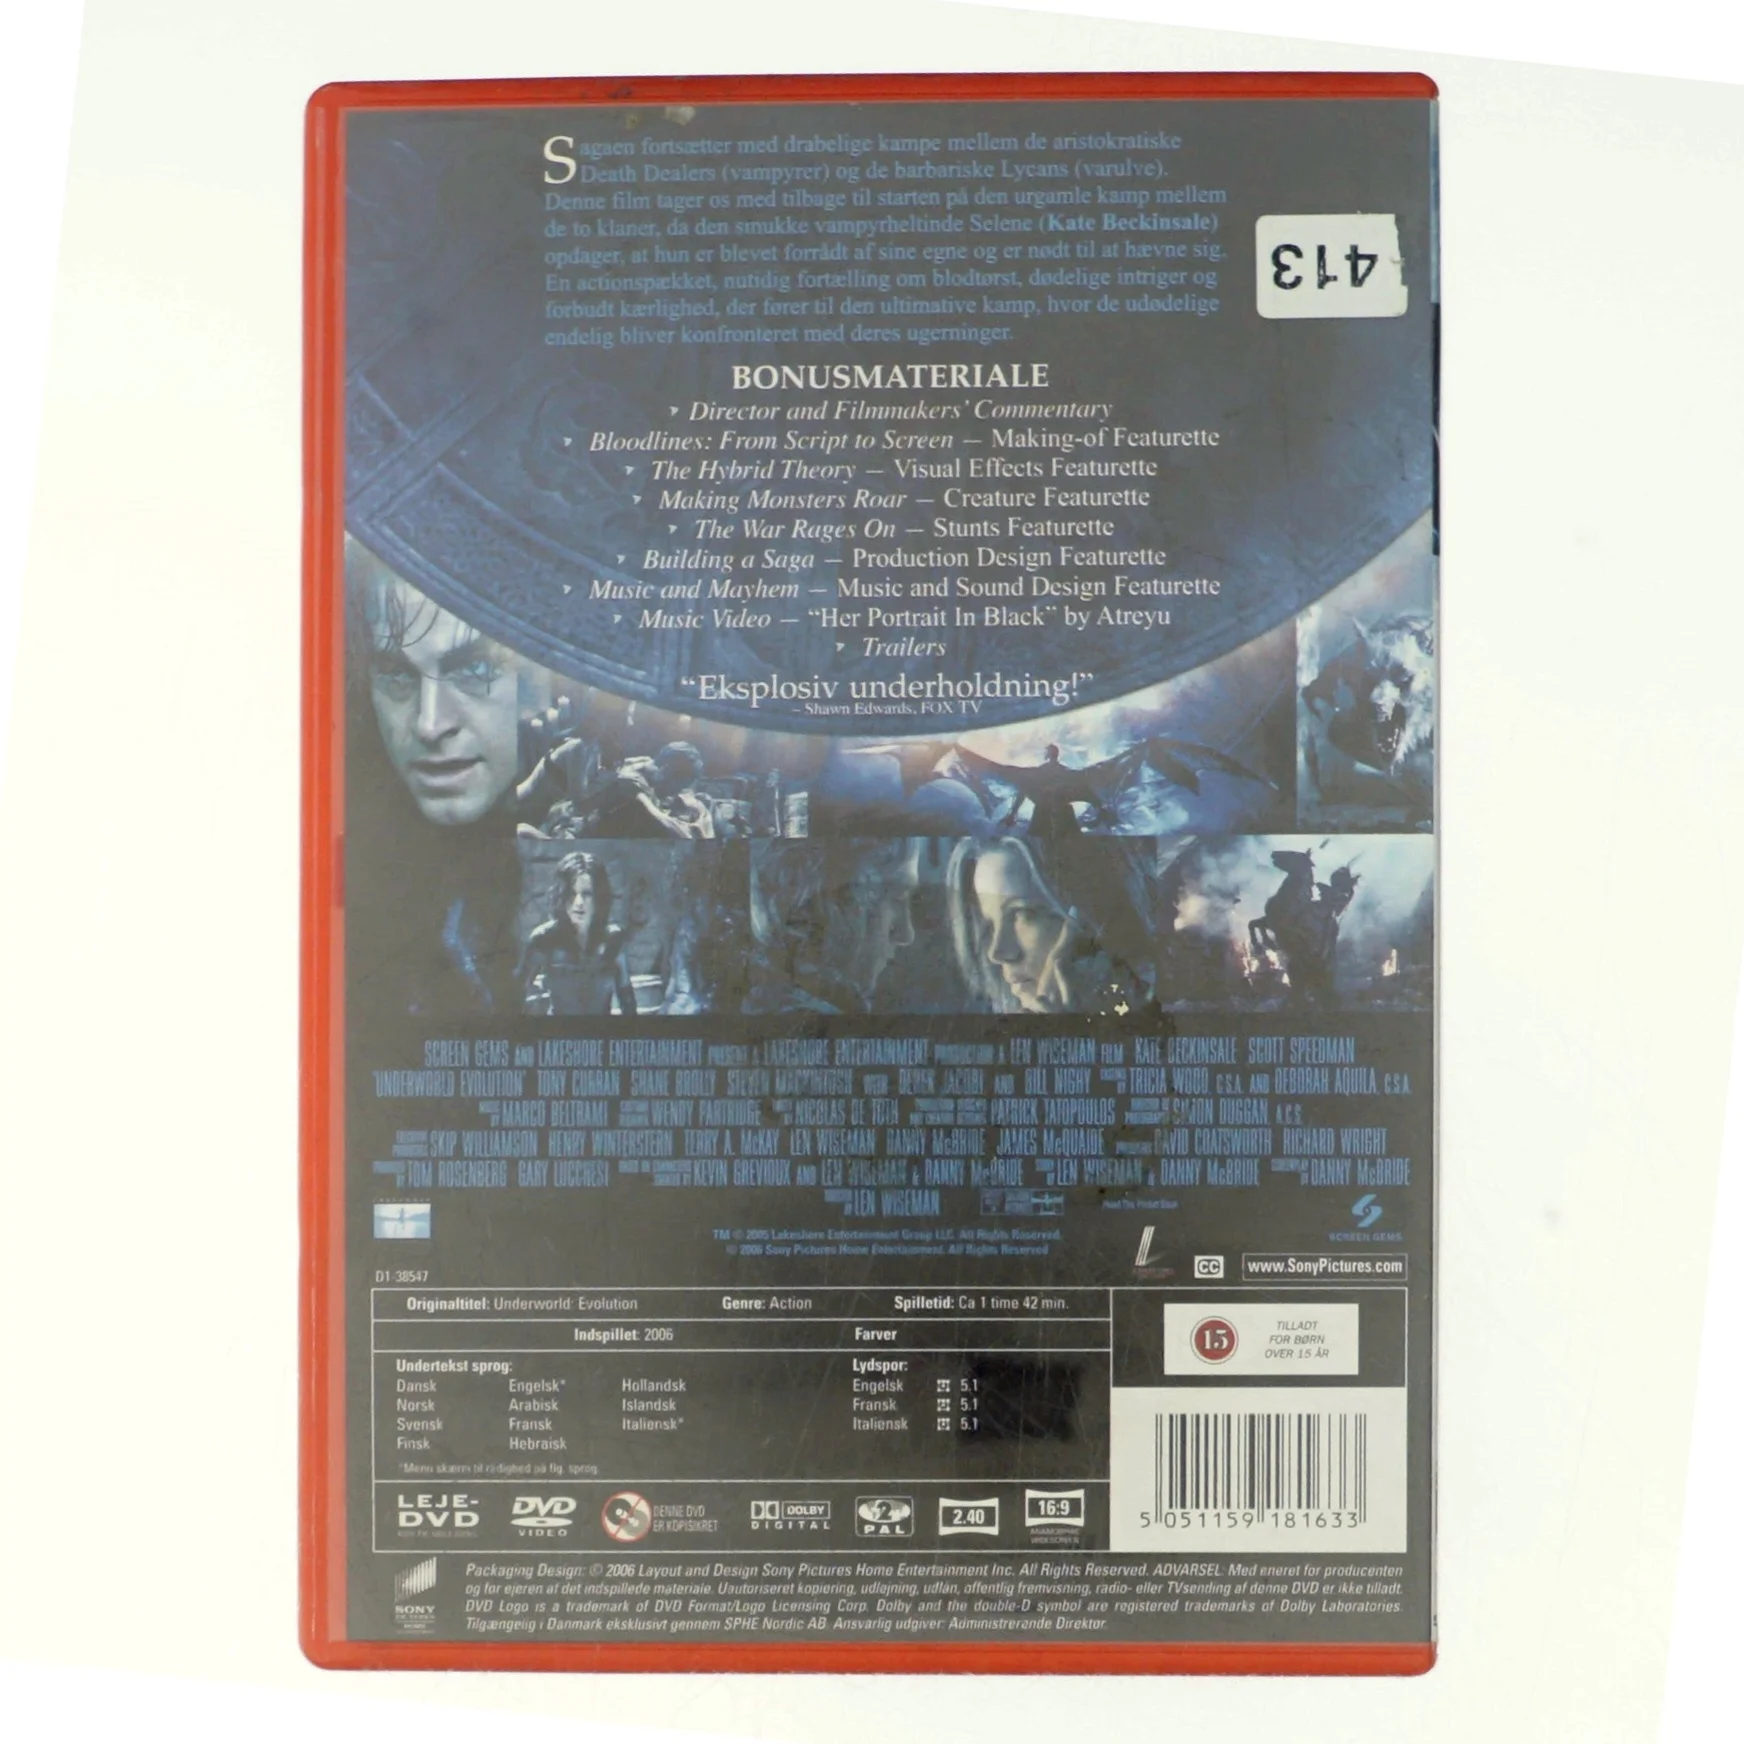 Sagaen fortsætter med drabelige kampe mellem de aristokratiske
Death Dealers (vampyrer) og de barbariske Lycans (varulve).
Denne film tager os med tilbage til starten på den urgamle kamp mellem
de to klaner, da den smukke vampyrheltinde Selene (Kate Beckinsale)
opdager, at hun er blevet forrådt af sine egne og er nødt til at hævne sig.
En actionspækket, nutidig fortælling om blodtørst, dødelige intriger og
forbudt kærlighed, der fører til den ultimative kamp, hvor de udødelige
endelig bliver konfronteret med deres ugerninger.
413
BONUSMATERIALE
Director and Filmmakers' Commentary
Bloodlines: From Script to Screen — Making-of Featurette
The Hybrid Theory — Visual Effects Featurette
Making Monsters Roar — Creature Featurette
The War Rages On — Stunts Featurette
Building a Saga — Production Design Featurette
Music and Mayhem — Music and Sound Design Featurette
Music Video — "Her Portrait In Black" by Atreyu
Trailers
"Eksplosiv underholdning!"
– Shawn Edwards, FOX TV
SCREEN GEMS AND LAKESHORE ENTERTAINMENT PRESENT A LAKESHORE ENTERTAINMENT PRODUCTION A LEN WISEMAN FILM KATE BECKINSALE SCOTT SPEEDMAN
"UNDERWORLD EVOLUTION" TONY CURRAN SHANE BROLLY STEVEN MACKINTOSH WITH DEREK JACOBI AND BILL NIGHY CASTING BY TRICIA WOOD, C.S.A. AND DEBORAH AQUILA, C.S.A.
MARCO BELTRAMI WENDY PARTRIDGE NICOLAS DE TOTH PATRICK TATOPOULOS SIMON DUGGAN, A.C.S.
SKIP WILLIAMSON HENRY WINTERSTERN TERRY A. McKAY LEN WISEMAN DANNY McBRIDE JAMES McQUAIDE DAVID COATSWORTH RICHARD WRIGHT
TOM ROSENBERG GARY LUCCHESI KEVIN GREVIOUX AND LEN WISEMAN & DANNY McBRIDE LEN WISEMAN & DANNY McBRIDE DANNY McBRIDE
LEN WISEMAN
Read The Pocket Book
TM © 2005 Lakeshore Entertainment Group LLC. All Rights Reserved.
© 2006 Sony Pictures Home Entertainment. All Rights Reserved
SCREEN GEMS
CC
www.SonyPictures.com
D1-38547
Originaltitel: Underworld: Evolution Genre: Action Spilletid: Ca 1 time 42 min.
Indspillet: 2006 Farver
Undertekst sprog: Lydspor:
Dansk Engelsk* Hollandsk Engelsk 5.1
Norsk Arabisk Islandsk Fransk 5.1
Svensk Fransk Italiensk* Italiensk 5.1
Finsk Hebraisk
*Menu skærm til rådighed på flg. sprog.
15
TILLADT
FOR BØRN
OVER 15 ÅR
LEJE-
DVD
DVD
VIDEO
DENNE DVD
ER KOPISIKRET
DOLBY
DIGITAL
2
PAL
2.40
16:9
ANAMORPHIC
WIDESCREEN
5 051159 181633
SONY
PICTURES
HOME
Packaging Design: © 2006 Layout and Design Sony Pictures Home Entertainment Inc. All Rights Reserved. ADVARSEL: Med eneret for producenten
og for ejeren af det indspillede materiale. Uautoriseret kopiering, udlejning, udlån, offentlig fremvisning, radio- eller TVsending af denne DVD er ikke tilladt.
DVD Logo is a trademark of DVD Format/Logo Licensing Corp. Dolby and the double-D symbol are registered trademarks of Dolby Laboratories.
Tilgængelig i Danmark eksklusivt gennem SPHE Nordic AB. Ansvarlig udgiver: Administrerende Direktør.